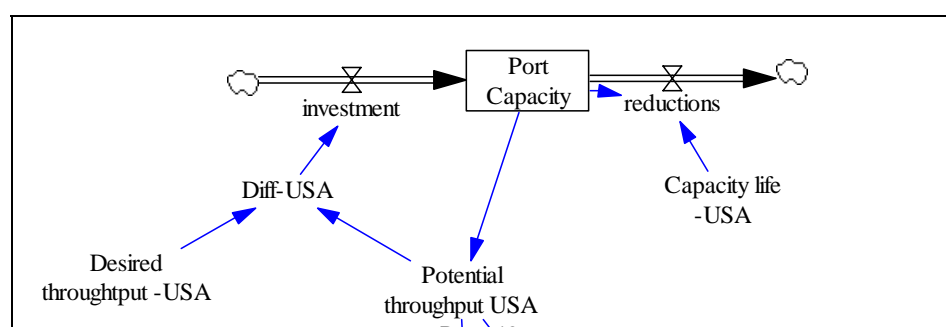 Port
Capacity
investment
reductions
Diff-USA
Capacity life
-USA
Desired
throughtput -USA
Potential
throughput USA